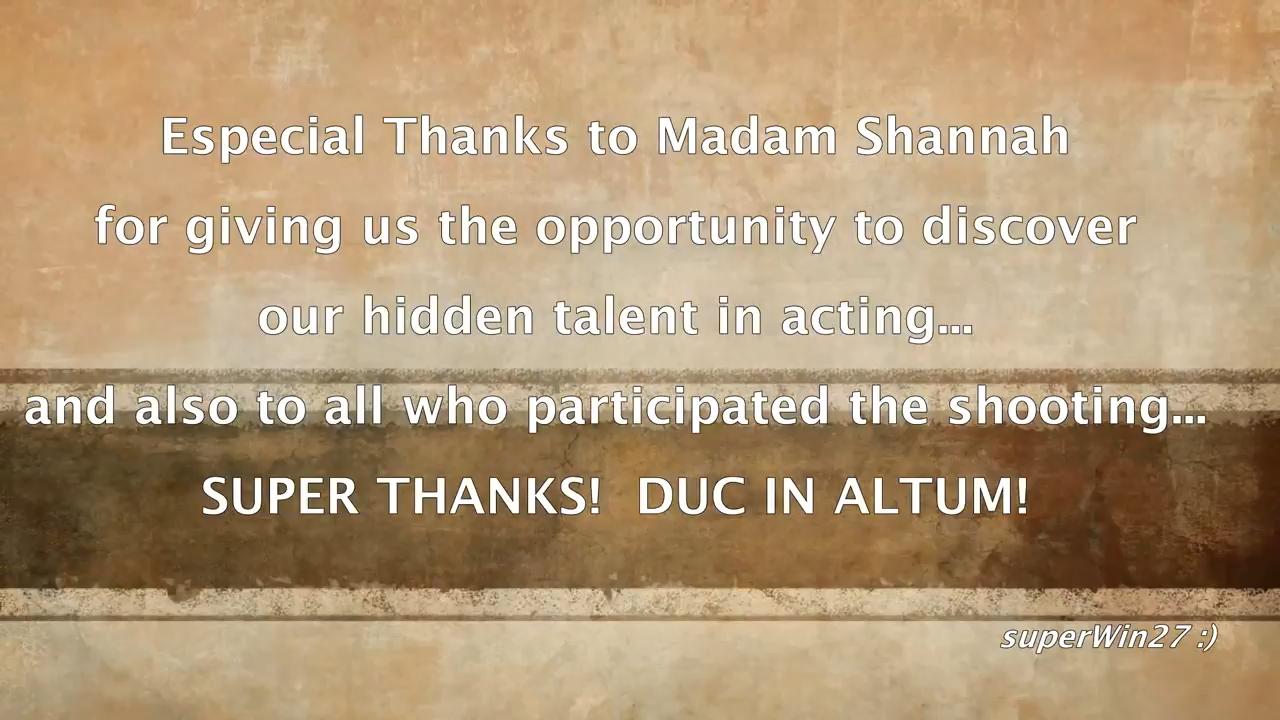 Especial Thanks to Madam Shannah
for giving us the opportunity to discover
our hidden talent in acting...
and also to all who participated the shooting...
SUPER THANKS!  DUC IN ALTUM!
superWin27 :)